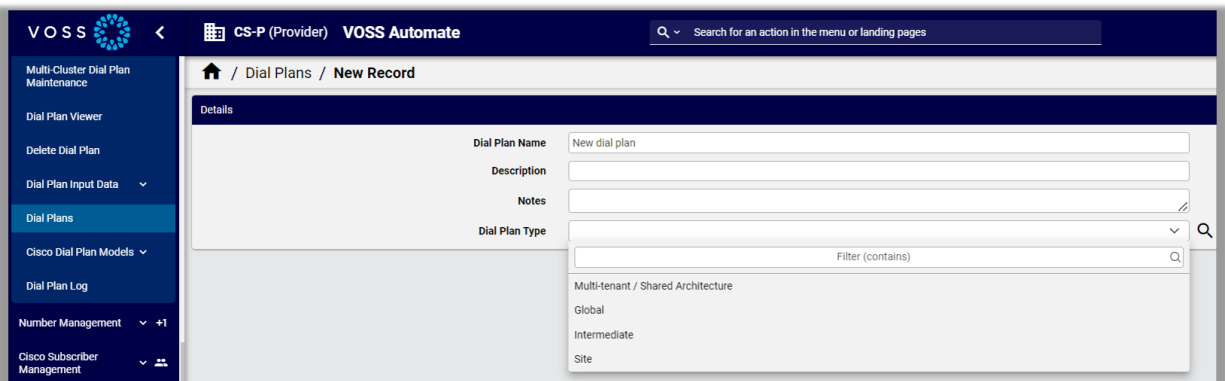 VOSS
CS-P (Provider) VOSS Automate
Search for an action in the menu or landing pages
Multi-Cluster Dial Plan
Maintenance
Dial Plan Viewer
Delete Dial Plan
Dial Plan Input Data
Dial Plans
Cisco Dial Plan Models
Dial Plan Log
Number Management +1
Cisco Subscriber
Management
/ Dial Plans / New Record
Details
Dial Plan Name New dial plan
Description
Notes
Dial Plan Type
Filter (contains)
Multi-tenant / Shared Architecture
Global
Intermediate
Site